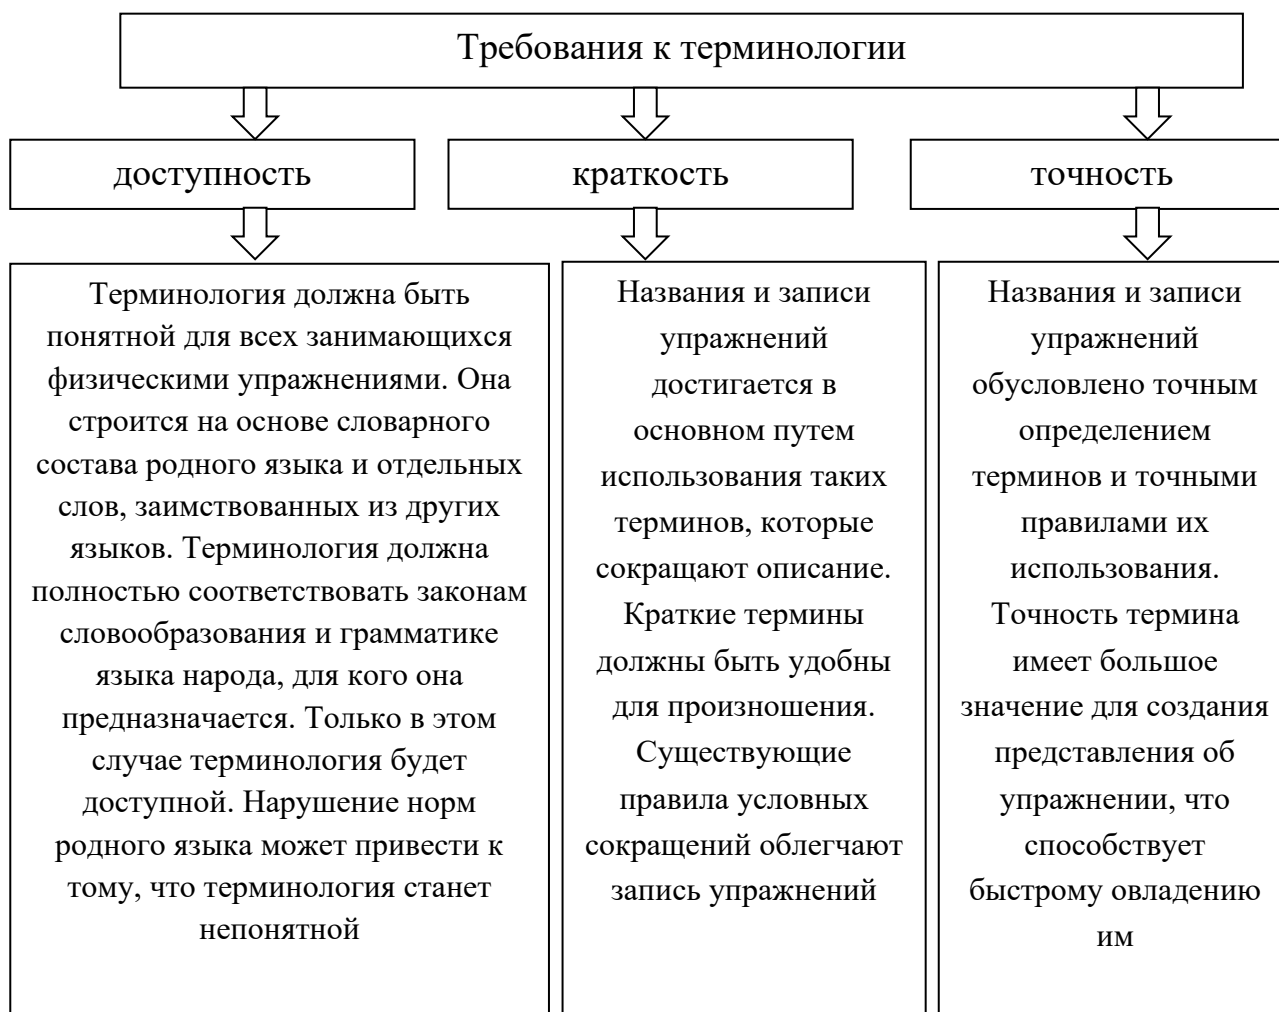 Требования к терминологии
доступность
краткость
точность
Терминология должна быть
понятной для всех занимающихся
физическими упражнениями. Она
строится на основе словарного
состава родного языка и отдельных
слов, заимствованных из других
языков. Терминология должна
полностью соответствовать законам
словообразования и грамматике
языка народа, для кого она
предназначается. Только в этом
случае терминология будет
доступной. Нарушение норм
родного языка может привести к
тому, что терминология станет
непонятной
Названия и записи
упражнений
достигается в
основном путем
использования таких
терминов, которые
сокращают описание.
Краткие термины
должны быть удобны
для произношения.
Существующие
правила условных
сокращений облегчают
запись упражнений
Названия и записи
упражнений
обусловлено точным
определением
терминов и точными
правилами их
использования.
Точность термина
имеет большое
значение для создания
представления об
упражнении, что
способствует
быстрому овладению
им